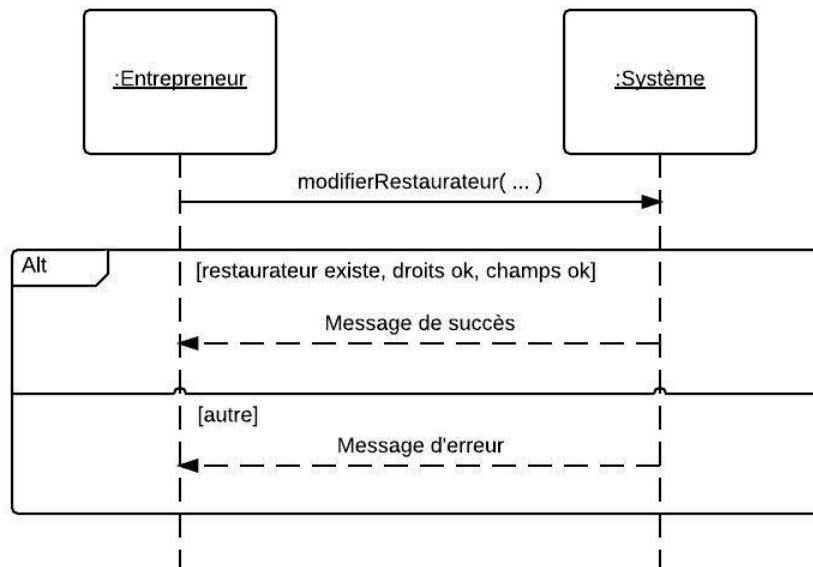 :Entrepreneur
:Système
modifierRestaurateur( ... )
Alt
[restaurateur existe, droits ok, champs ok]
Message de succès
[autre]
Message d'erreur